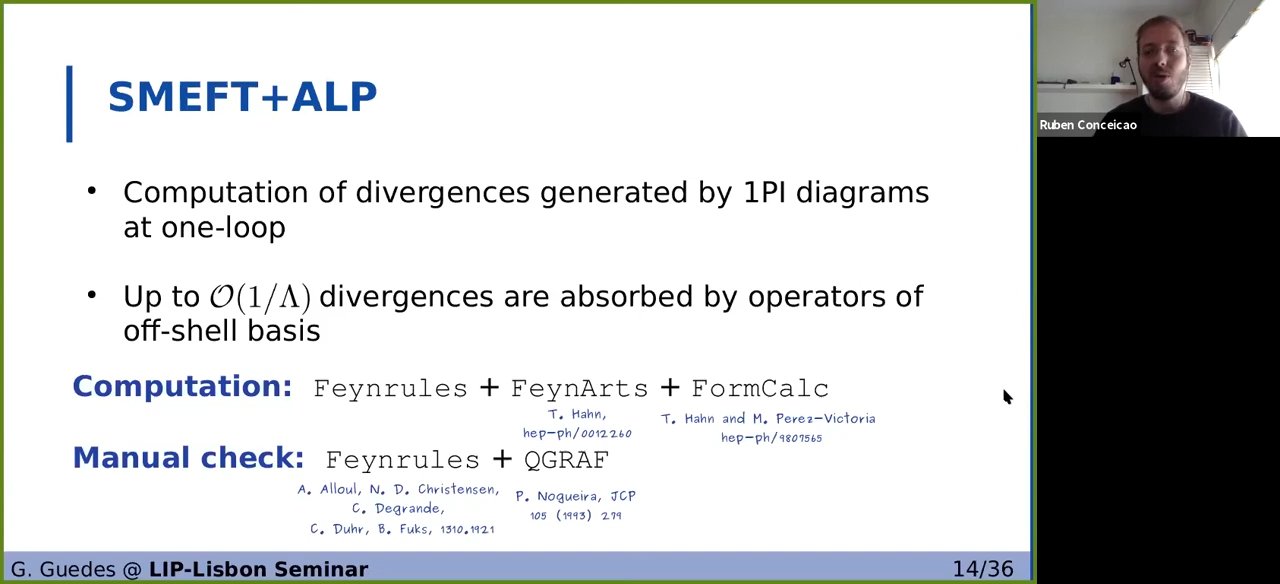 SMEFT+ALP
• Computation of divergences generated by 1PI diagrams
at one-loop
• Up to 𝒪(1/Λ) divergences are absorbed by operators of
off-shell basis
Computation: Feynrules + FeynArts + FormCalc
T. Hahn,
hep-ph/0012260
T. Hahn and M. Perez-Victoria
hep-ph/9807565
Manual check: Feynrules + QGRAF
A. Alloul, N. D. Christensen,
C. Degrande,
C. Duhr, B. Fuks, 1310.1921
P. Nogueira, JCP
105 (1993) 279
G. Guedes @ LIP-Lisbon Seminar
14/36
Ruben Conceicao